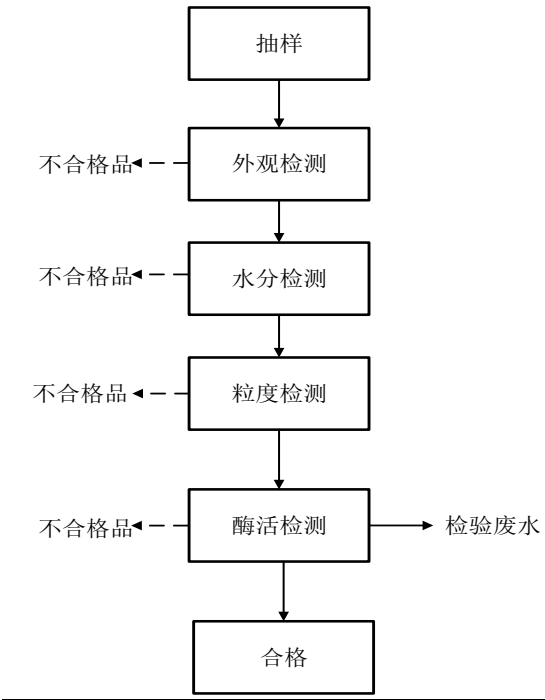 抽样
不合格品
外观检测
不合格品
水分检测
不合格品
粒度检测
不合格品
酶活检测
检验废水
合格